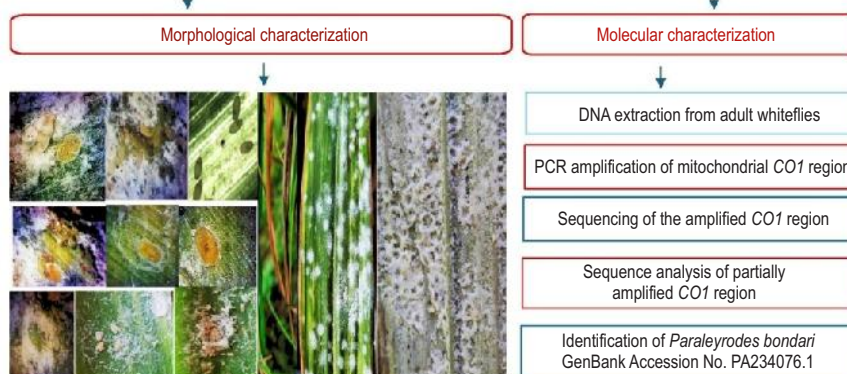 Morphological characterization
Molecular characterization
DNA extraction from adult whiteflies
PCR amplification of mitochondrial CO1 region
Sequencing of the amplified CO1 region
Sequence analysis of partially
amplified CO1 region
Identification of Paraleyrodes bondari
GenBank Accession No. PA234076.1